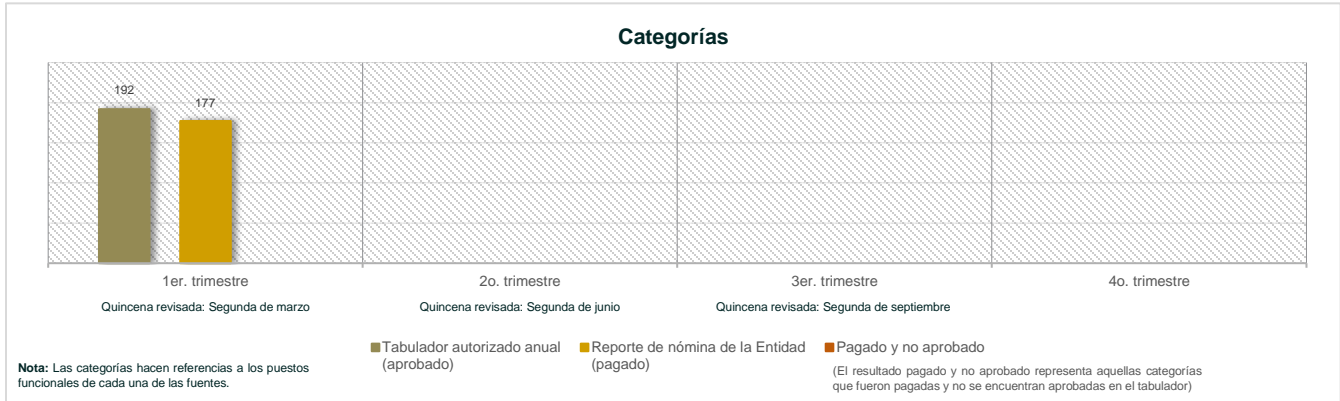 Categorías
192
177
1er. trimestre
2o. trimestre
3er. trimestre
4o. trimestre
Quincena revisada: Segunda de marzo
Quincena revisada: Segunda de junio
Quincena revisada: Segunda de septiembre
Tabulador autorizado anual
(aprobado)
Reporte de nómina de la Entidad
(pagado)
Pagado y no aprobado
(El resultado pagado y no aprobado representa aquellas categorías
que fueron pagadas y no se encuentran aprobadas en el tabulador)
Nota: Las categorías hacen referencias a los puestos
funcionales de cada una de las fuentes.